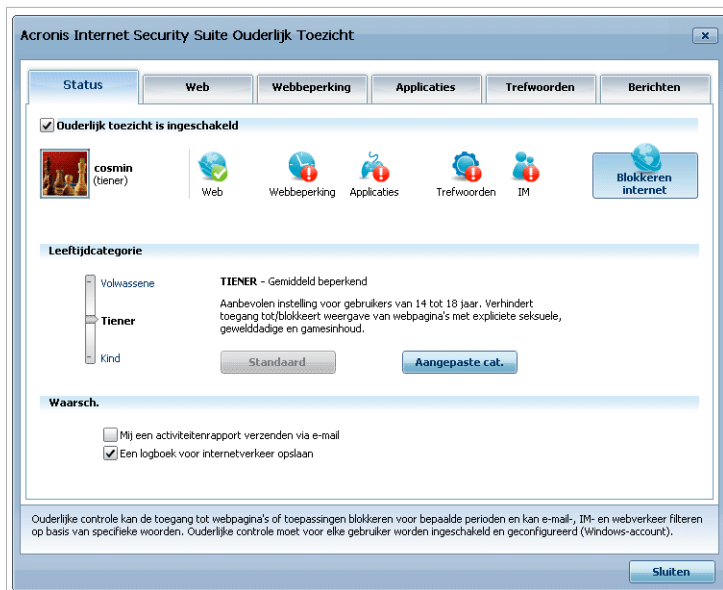 Acronis Internet Security Suite Ouderlijk Toezicht
Status
Web
Webbeperking
Applicaties
Trefwoorden
Berichten
Ouderlijk toezicht is ingeschakeld
cosmin
(tiener)
Web
Webbeperking
Applicaties
Trefwoorden
IM
Blokkeren
internet
Leeftijdcategorie
Volwassene
Tiener
Kind
TIENER - Gemiddeld beperkend
Aanbevolen instelling voor gebruikers van 14 tot 18 jaar. Verhindert
toegang tot/blokkeert weergave van webpagina's met expliciete seksuele,
gewelddadige en gamesinhoud.
Standaard
Aangepaste cat.
Waarsch.
Mij een activiteitenrapport verzenden via e-mail
Een logboek voor internetverkeer opslaan
Ouderlijke controle kan de toegang tot webpagina's of toepassingen blokkeren voor bepaalde perioden en kan e-mail-, IM- en webverkeer filteren
op basis van specifieke woorden. Ouderlijke controle moet voor elke gebruiker worden ingeschakeld en geconfigureerd (Windows-account).
Sluiten